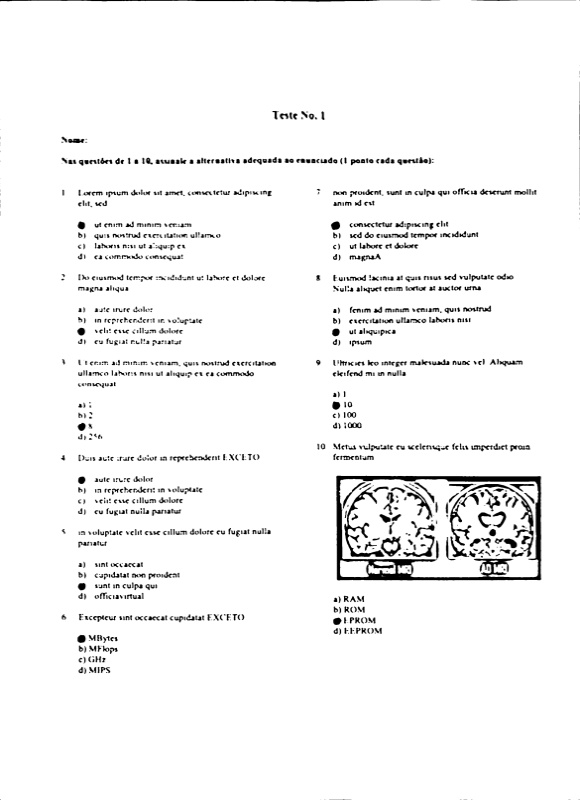 Teste No. 1
Nome:
Nas questões de 1 a 10, assinale a alternativa adequada ao enunciado (1 ponto cada questão):
1 Lorem ipsum dolor sit amet, consectetur adipiscing
elit, sed
ut enim ad minim veniam
b) quis nostrud exercitation ullamco
c) laboris nisi ut aliquip ex
d) ea commodo consequat
2 Do eiusmod tempor incididunt ut labore et dolore
magna aliqua
a) aute irure dolor
b) in reprehenderit in voluptate
velit esse cillum dolore
d) eu fugiat nulla pariatur
3 Ut enim ad minim veniam, quis nostrud exercitation
ullamco laboris nisi ut aliquip ex ea commodo
consequat
a) 1
b) 2
8
d) 256
4 Duis aute irure dolor in reprehenderit EXCETO
aute irure dolor
b) in reprehenderit in voluptate
c) velit esse cillum dolore
d) eu fugiat nulla pariatur
5 in voluptate velit esse cillum dolore eu fugiat nulla
pariatur
a) sint occaecat
b) cupidatat non proident
sunt in culpa qui
d) officiavirtual
6 Excepteur sint occaecat cupidatat EXCETO
MBytes
b) MFlops
c) GHz
d) MIPS
7 non proident, sunt in culpa qui officia deserunt mollit
anim id est
consectetur adipiscing elit
b) sed do eiusmod tempor incididunt
c) ut labore et dolore
d) magnaA
8 Euismod lacinia at quis risus sed vulputate odio
Nulla aliquet enim tortor at auctor urna
a) fenim ad minim veniam, quis nostrud
b) exercitation ullamco laboris nisi
ut aliquipica
d) ipsum
9 Ultricies leo integer malesuada nunc vel. Aliquam
eleifend mi in nulla
a) 1
10
c) 100
d) 1000
10 Metus vulputate eu scelerisque felis imperdiet proin
fermentum
Normal MRI
AD MRI
a) RAM
b) ROM
EPROM
d) EEPROM